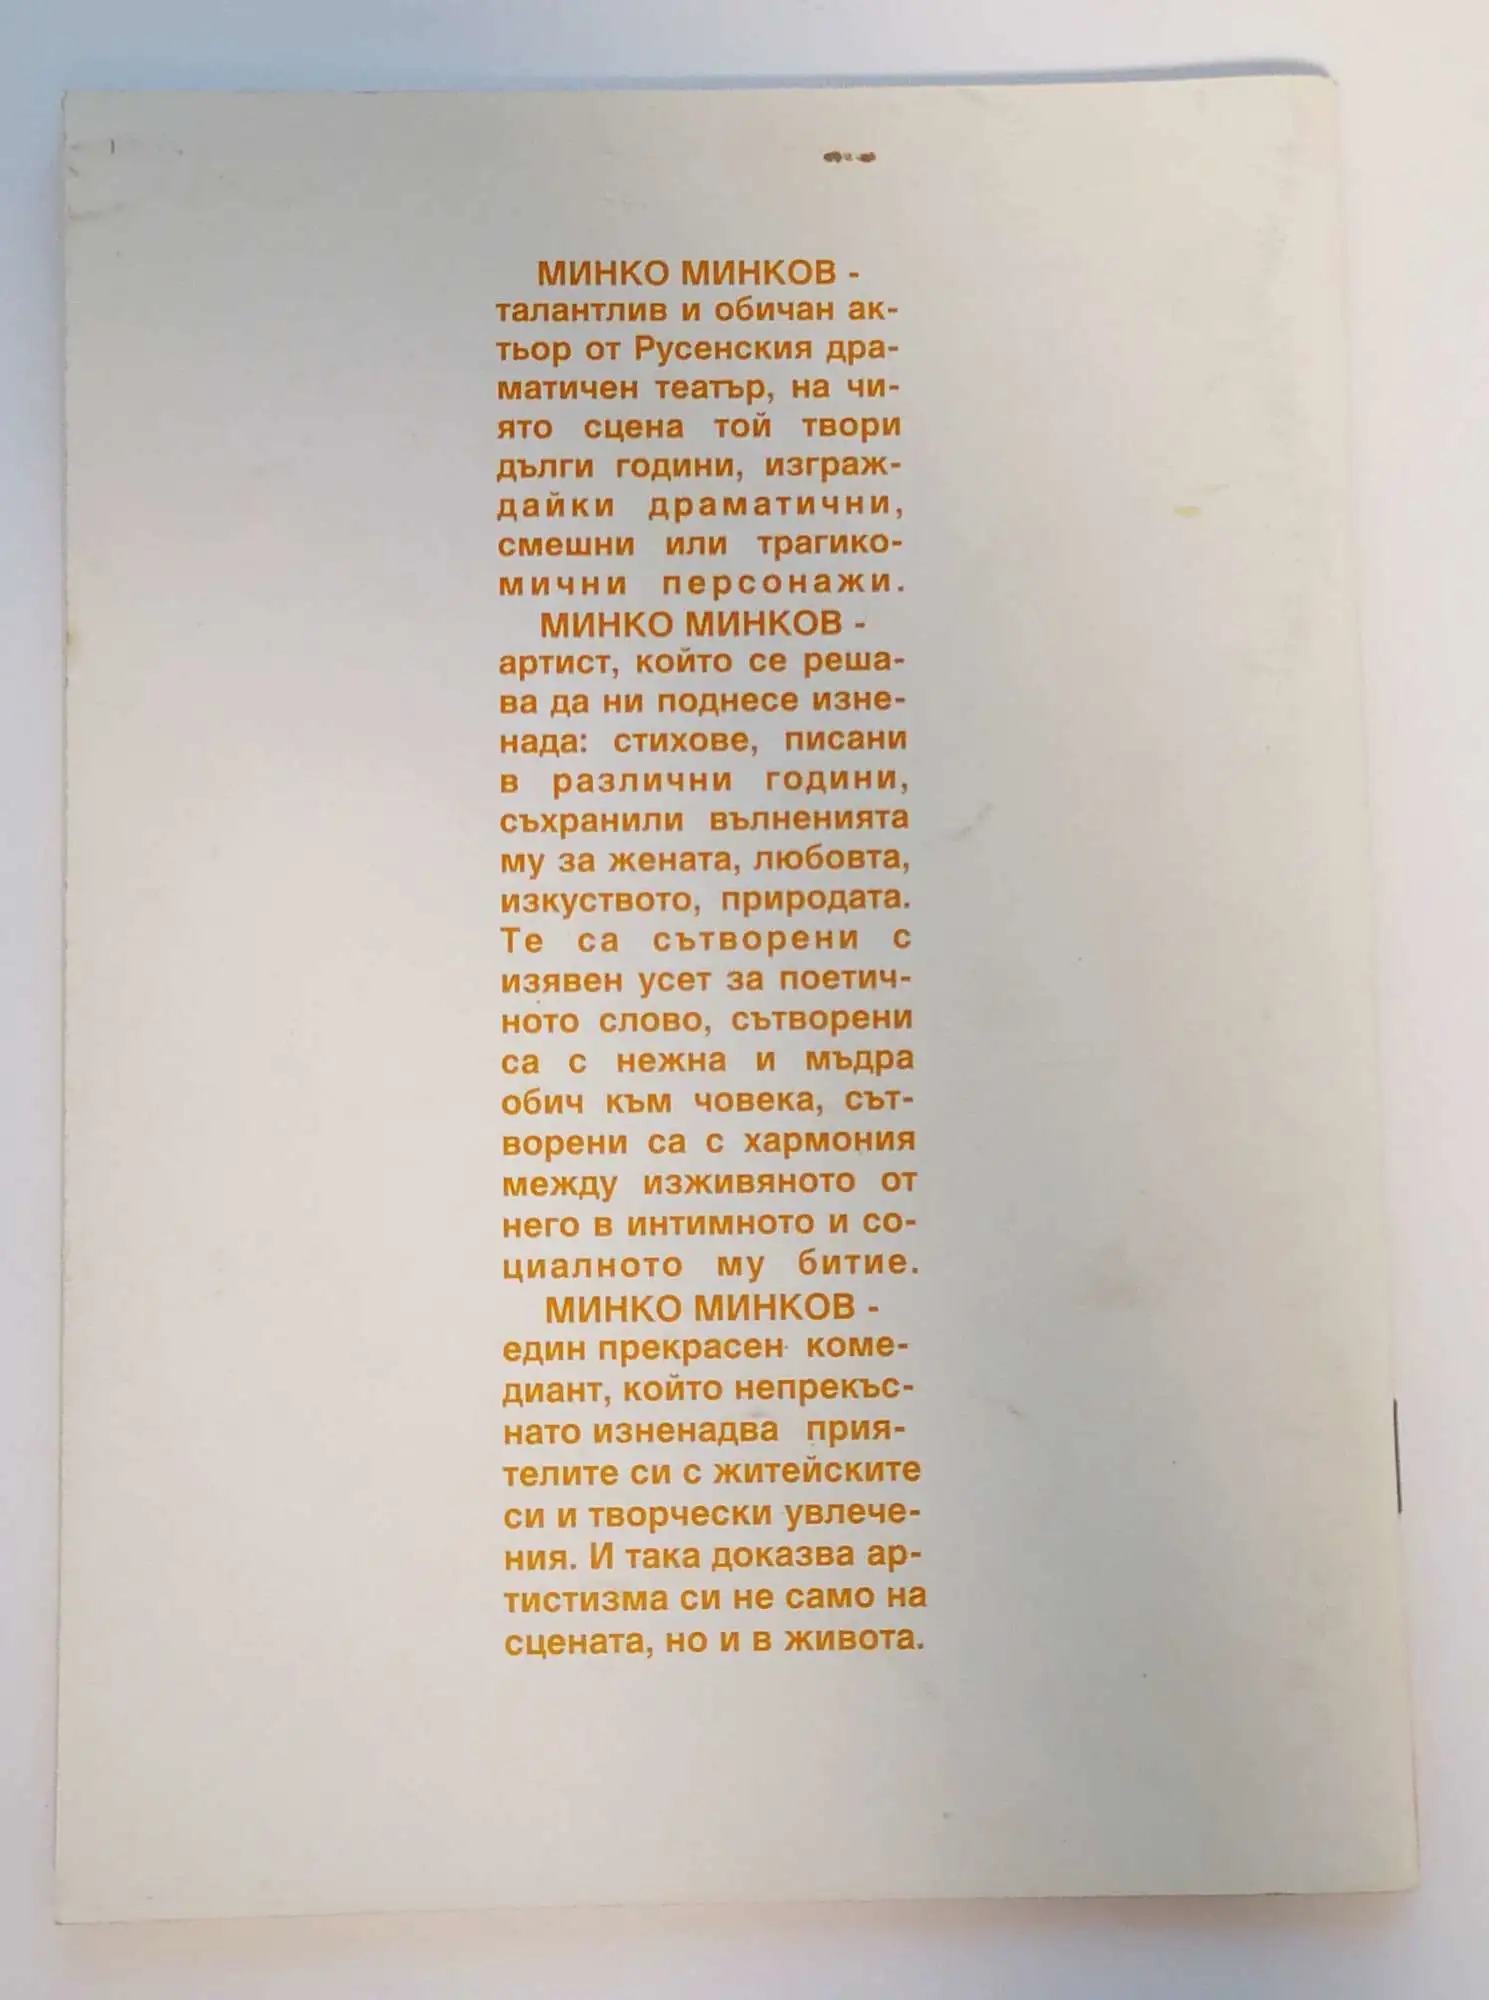 МИНКО МИНКОВ -
талантлив и обичан ак-
тьор от Русенския дра-
матичен театър, на чи-
ято сцена той твори
дълги години, изграж-
дайки драматични,
смешни или трагико-
мични персонажи.
МИНКО МИНКОВ -
артист, който се реша-
ва да ни поднесе изне-
нада: стихове, писани
в различни години,
съхранили вълненията
му за жената, любовта,
изкуството, природата.
Те са сътворени с
изявен усет за поетич-
ното слово, сътворени
са с нежна и мъдра
обич към човека, сът-
ворени са с хармония
между изживяното от
него в интимното и со-
циалното му битие.
МИНКО МИНКОВ -
един прекрасен коме-
диант, който непрекъс-
нато изненадва прия-
телите си с житейските
си и творчески увлече-
ния. И така доказва ар-
тистизма си не само на
сцената, но и в живота.